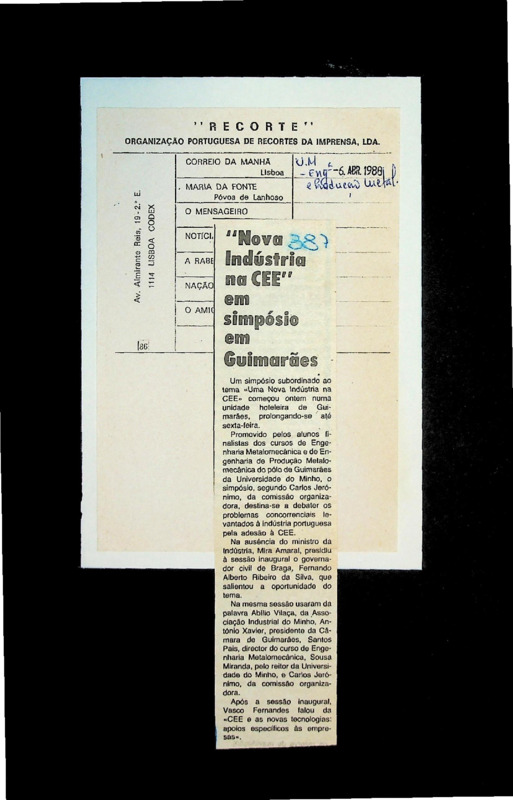 "RECORTE"
ORGANIZAÇÃO PORTUGUESA DE RECORTES DA IMPRENSA, LDA.
Av. Almirante Reis, 19-2.º E.
1114 LISBOA CODEX
86
CORREIO DA MANHÃ
Lisboa
MARIA DA FONTE
Póvoa de Lanhoso
O MENSAGEIRO
NOTÍCI
A RABE
NAÇÃO
O AMIG
U.M
-engª -6. ABR. 1988
e Produção Metal.
387
"Nova
Indústria
na CEE"
em
simpósio
em
Guimarães
Um simpósio subordinado ao
tema «Uma Nova Indústria na
CEE» começou ontem numa
unidade hoteleira de Gui-
marães, prolongando-se até
sexta-feira.
Promovido pelos alunos fi-
nalistas dos cursos de Enge-
nharia Metalomecânica e de En-
genharia de Produção Metalo-
mecânica do pólo de Guimarães
da Universidade do Minho, o
simpósio, segundo Carlos Jeró-
nimo, da comissão organiza-
dora, destina-se a debater os
problemas concorrenciais le-
vantados à indústria portuguesa
pela adesão à CEE.
Na ausência do ministro da
Indústria, Mira Amaral, presidiu
à sessão inaugural o governa-
dor civil de Braga, Fernando
Alberto Ribeiro da Silva, que
salientou a oportunidade do
tema.
Na mesma sessão usaram da
palavra Abílio Vilaça, da Asso-
ciação Industrial do Minho, An-
tónio Xavier, presidente da Câ-
mara de Guimarães, Santos
Pais, director do curso de Enge-
nharia Metalomecânica, Sousa
Miranda, pelo reitor da Universi-
dade do Minho, e Carlos Jeró-
nimo, da comissão organiza-
dora.
Após a sessão inaugural,
Vasco Fernandes falou da
«CEE e as novas tecnologias:
apoios específicos às empre-
sas».